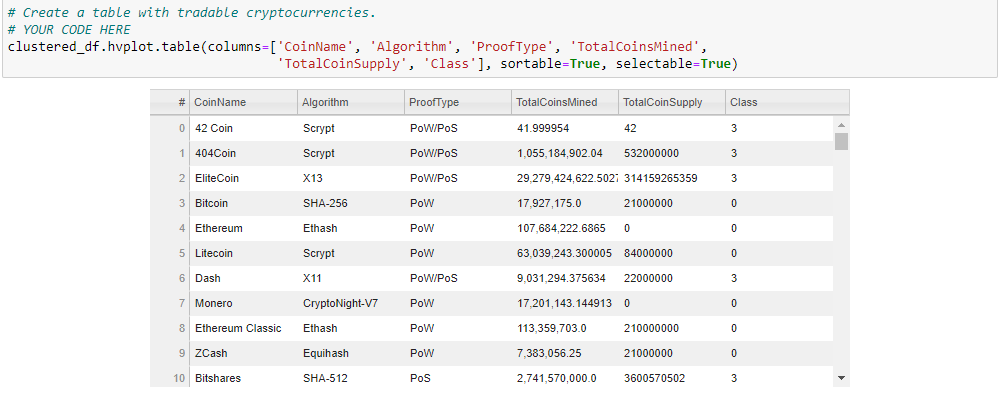 # Create a table with tradable cryptocurrencies.
# YOUR CODE HERE
clustered_df.hvplot.table(columns=['CoinName', 'Algorithm', 'ProofType', 'TotalCoinsMined',
'TotalCoinSupply', 'Class'], sortable=True, selectable=True)
# CoinName Algorithm ProofType TotalCoinsMined TotalCoinSupply Class
0 42 Coin Scrypt PoW/PoS 41.999954 42 3
1 404Coin Scrypt PoW/PoS 1,055,184,902.04 532000000 3
2 EliteCoin X13 PoW/PoS 29,279,424,622.5027 314159265359 3
3 Bitcoin SHA-256 PoW 17,927,175.0 21000000 0
4 Ethereum Ethash PoW 107,684,222.6865 0 0
5 Litecoin Scrypt PoW 63,039,243.300005 84000000 0
6 Dash X11 PoW/PoS 9,031,294.375634 22000000 3
7 Monero CryptoNight-V7 PoW 17,201,143.144913 0 0
8 Ethereum Classic Ethash PoW 113,359,703.0 210000000 0
9 ZCash Equihash PoW 7,383,056.25 21000000 0
10 Bitshares SHA-512 PoS 2,741,570,000.0 3600570502 3